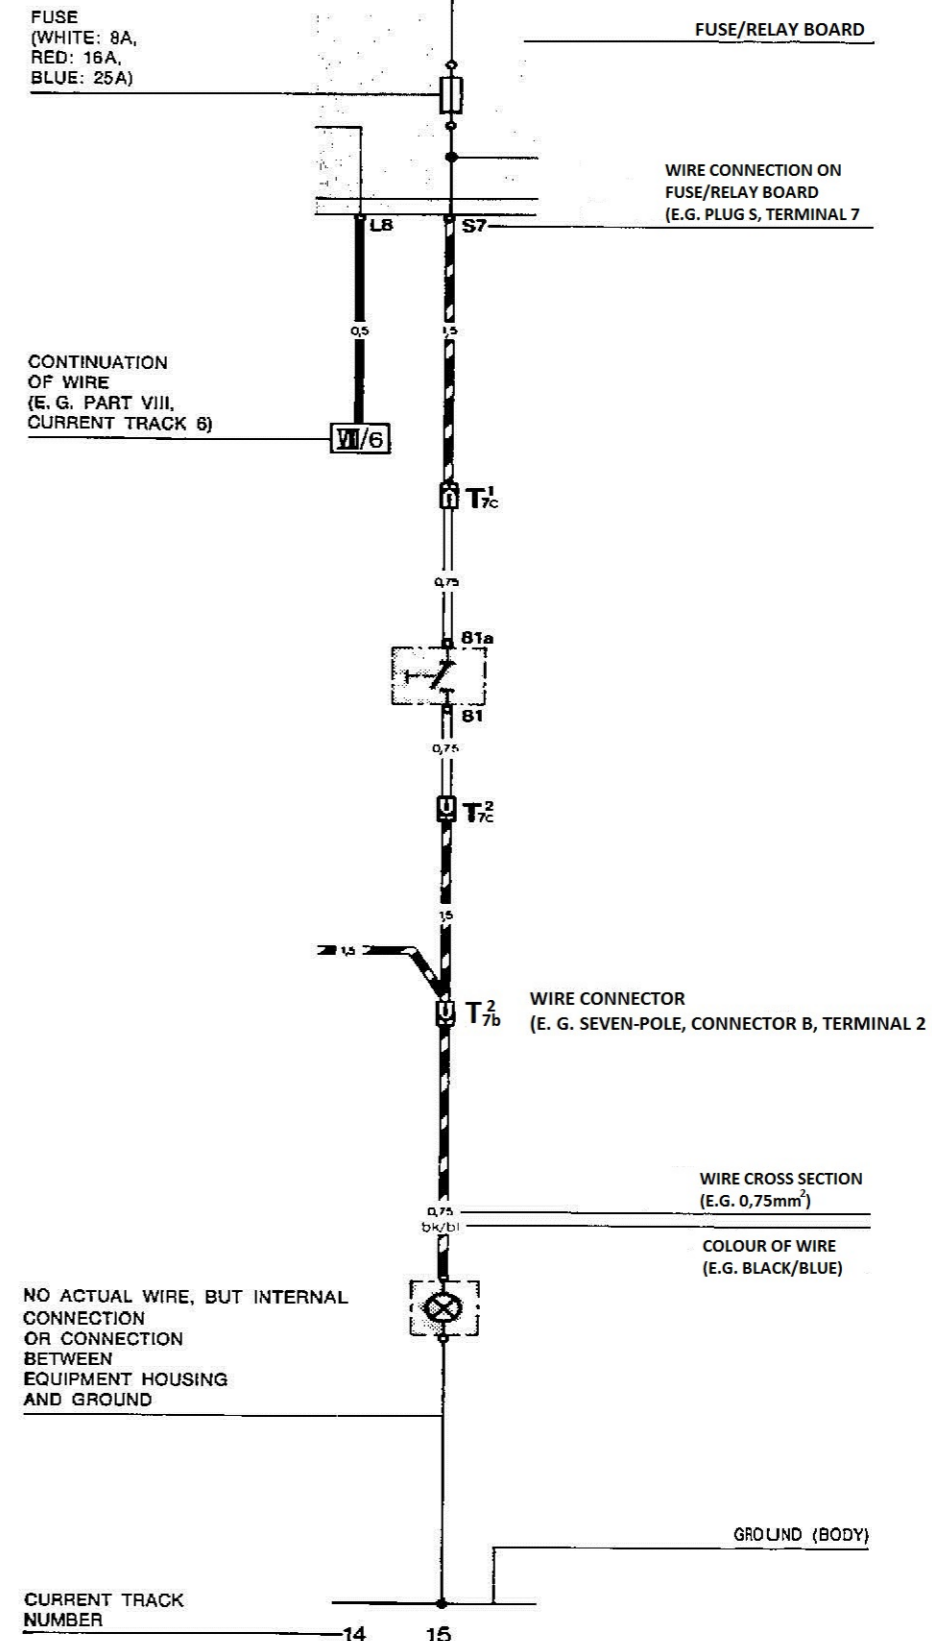 FUSE
(WHITE: 8A,
RED: 16A,
BLUE: 25A)
FUSE/RELAY BOARD
WIRE CONNECTION ON
FUSE/RELAY BOARD
(E.G. PLUG S, TERMINAL 7
L8
S7
0,5
1,5
CONTINUATION
OF WIRE
(E. G. PART VIII,
CURRENT TRACK 6)
VIII/6
T7c1
0,75
81a
81
0,75
T7c2
1,5
1,5
T7b2
WIRE CONNECTOR
(E. G. SEVEN-POLE, CONNECTOR B, TERMINAL 2
WIRE CROSS SECTION
(E.G. 0,75mm²)
0,75
bk/bl
COLOUR OF WIRE
(E.G. BLACK/BLUE)
NO ACTUAL WIRE, BUT INTERNAL
CONNECTION
OR CONNECTION
BETWEEN
EQUIPMENT HOUSING
AND GROUND
GROUND (BODY)
CURRENT TRACK
NUMBER
14
15